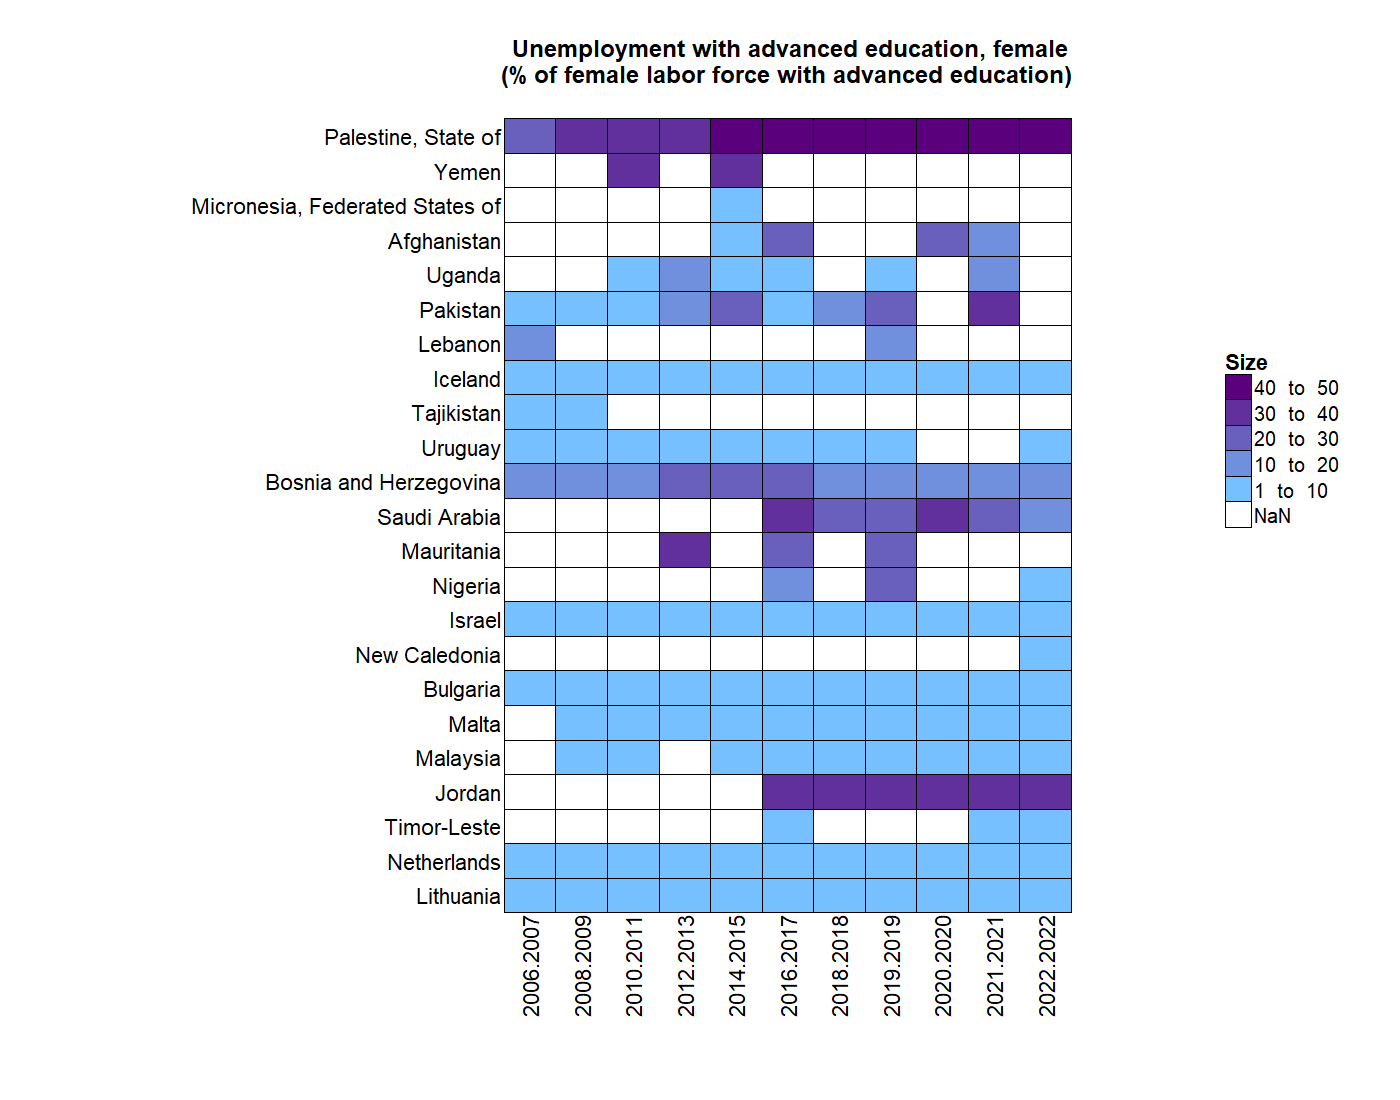 Unemployment with advanced education, female
(% of female labor force with advanced education)
Palestine, State of
Yemen
Micronesia, Federated States of
Afghanistan
Uganda
Pakistan
Lebanon
Iceland
Tajikistan
Uruguay
Bosnia and Herzegovina
Saudi Arabia
Mauritania
Nigeria
Israel
New Caledonia
Bulgaria
Malta
Malaysia
Jordan
Timor-Leste
Netherlands
Lithuania
2006.2007
2008.2009
2010.2011
2012.2013
2014.2015
2016.2017
2018.2018
2019.2019
2020.2020
2021.2021
2022.2022
Size
40 to 50
30 to 40
20 to 30
10 to 20
1 to 10
NaN